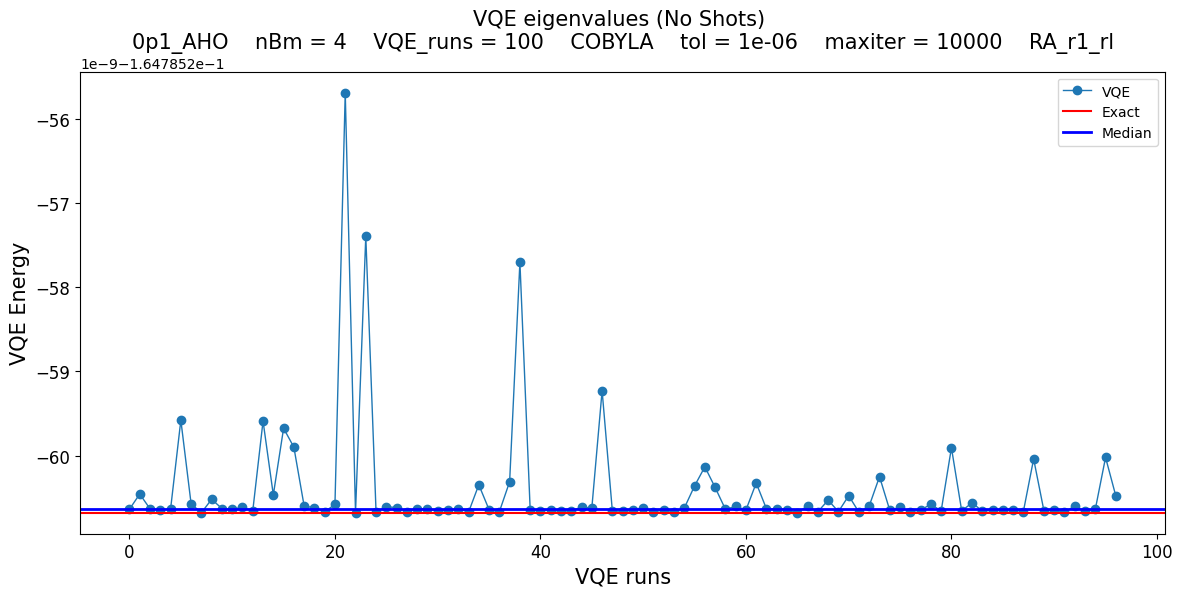 VQE eigenvalues (No Shots)
0p1_AHO    nBm = 4    VQE_runs = 100    COBYLA    tol = 1e-06    maxiter = 10000    RA_r1_rl
1e−9−1.647852e−1
VQE
Exact
Median
−56
−57
−58
−59
−60
VQE Energy
0
20
40
60
80
100
VQE runs